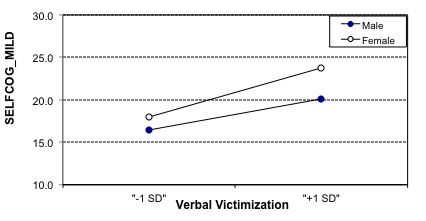 30.0
Male
Female
25.0
20.0
15.0
10.0
SELFCOG_MILD
"-1 SD"
"+1 SD"
Verbal Victimization